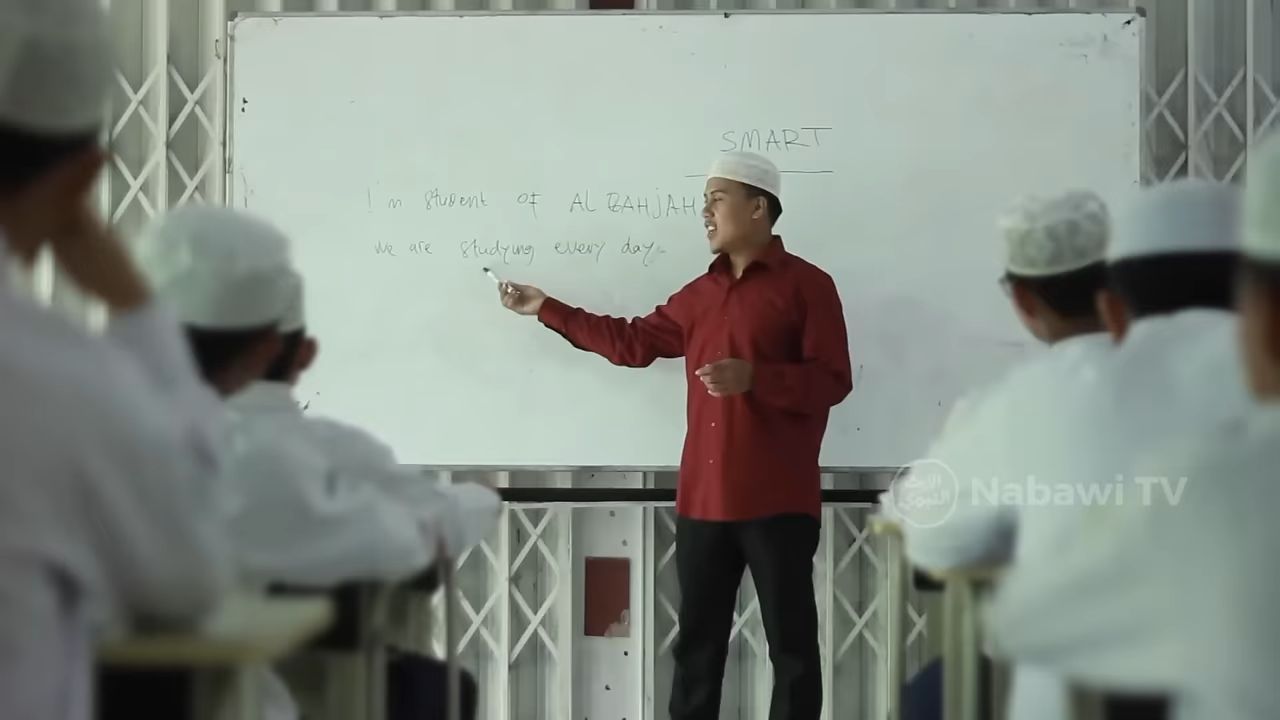 SMART
I'm student of AL BAHJAH
we are studying every day.
Nabawi TV